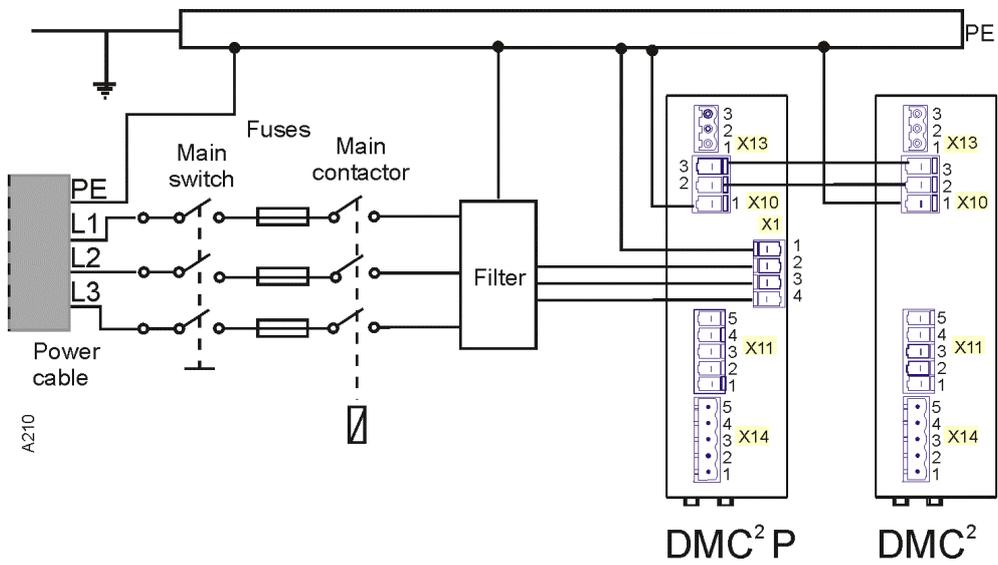 PE
Fuses
Main
switch
Main
contactor
PE
L1
L2
L3
Power
cable
A210
Filter
3
2
1
X13
3
2
1
X10
X1
1
2
3
4
5
4
3
2
1
X11
5
4
3
2
1
X14
DMC² P
3
2
1
X13
3
2
1
X10
5
4
3
2
1
X11
5
4
3
2
1
X14
DMC²